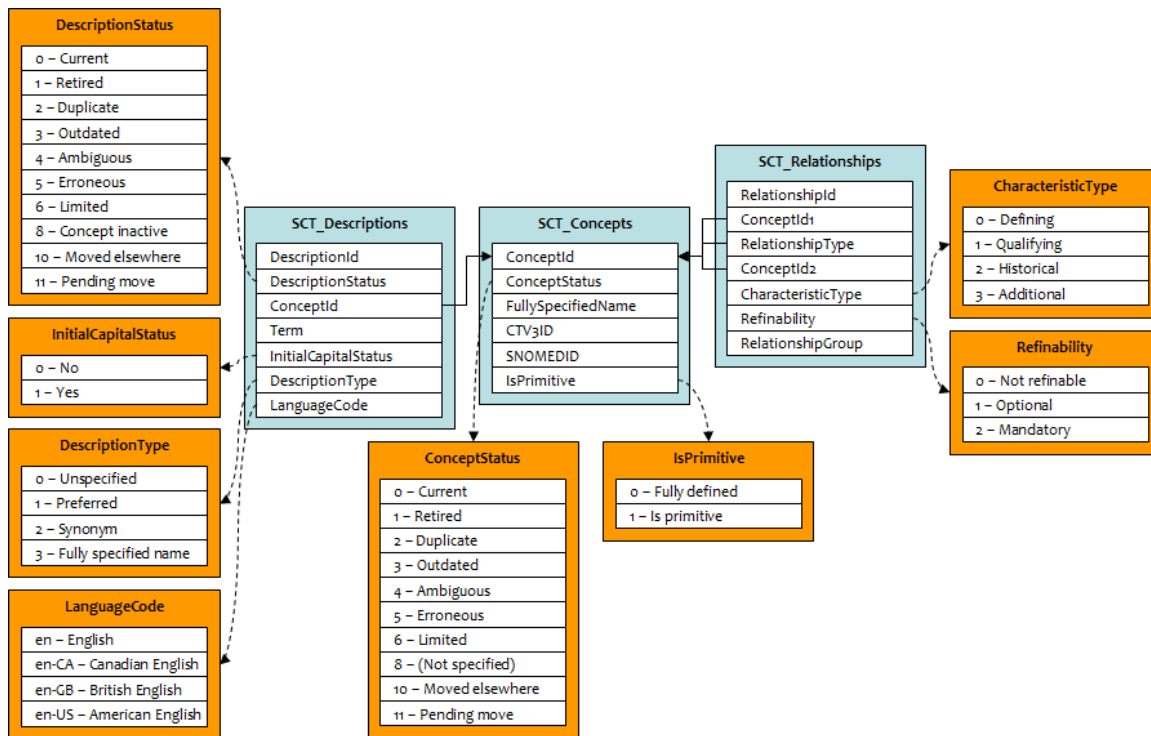 DescriptionStatus
0 – Current
1 – Retired
2 – Duplicate
3 – Outdated
4 – Ambiguous
5 – Erroneous
6 – Limited
8 – Concept inactive
10 – Moved elsewhere
11 – Pending move
InitialCapitalStatus
0 – No
1 – Yes
DescriptionType
0 – Unspecified
1 – Preferred
2 – Synonym
3 – Fully specified name
LanguageCode
en – English
en-CA – Canadian English
en-GB – British English
en-US – American English
SCT_Descriptions
DescriptionId
DescriptionStatus
ConceptId
Term
InitialCapitalStatus
DescriptionType
LanguageCode
SCT_Concepts
ConceptId
ConceptStatus
FullySpecifiedName
CTV3ID
SNOMEDID
IsPrimitive
ConceptStatus
0 – Current
1 – Retired
2 – Duplicate
3 – Outdated
4 – Ambiguous
5 – Erroneous
6 – Limited
8 – (Not specified)
10 – Moved elsewhere
11 – Pending move
IsPrimitive
0 – Fully defined
1 – Is primitive
SCT_Relationships
RelationshipId
ConceptId1
RelationshipType
ConceptId2
CharacteristicType
Refinability
RelationshipGroup
CharacteristicType
0 – Defining
1 – Qualifying
2 – Historical
3 – Additional
Refinability
0 – Not refinable
1 – Optional
2 – Mandatory